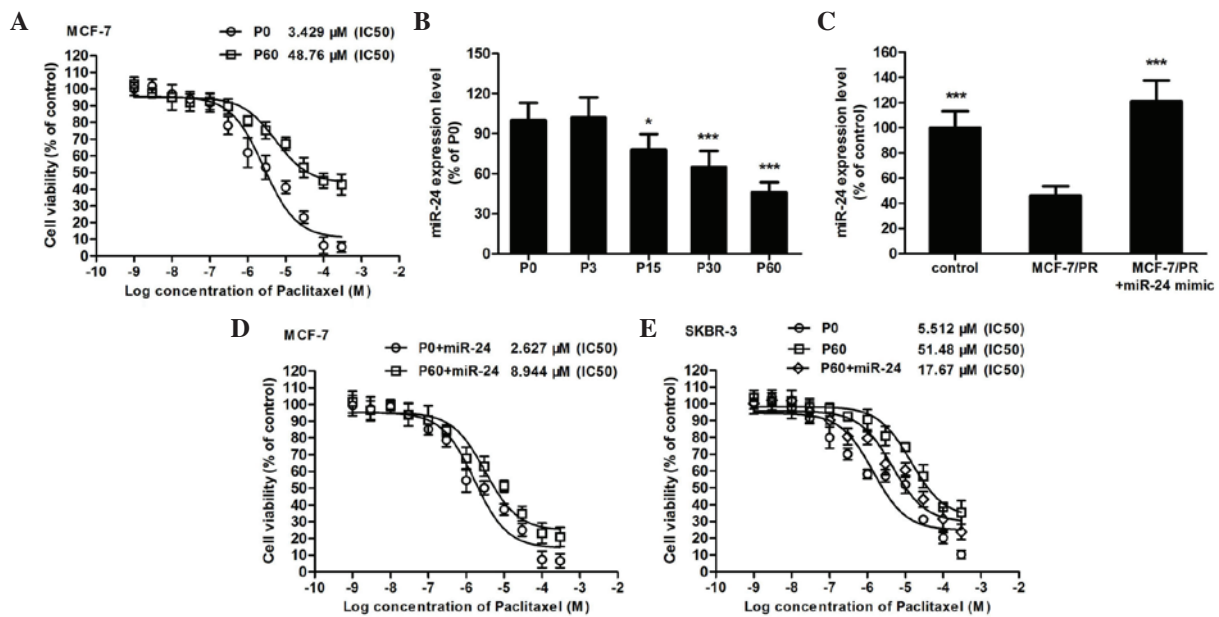 A
MCF-7
P0 3.429 µM (IC50)
P60 48.76 µM (IC50)
Cell viability (% of control)
120
110
100
90
80
70
60
50
40
30
20
10
0
-10 -9 -8 -7 -6 -5 -4 -3 -2
Log concentration of Paclitaxel (M)
B
miR-24 expression level
(% of P0)
150
120
90
60
30
0
*
***
***
P0 P3 P15 P30 P60
C
miR-24 expression level
(% of control)
160
140
120
100
80
60
40
20
0
***
***
control MCF-7/PR MCF-7/PR
+miR-24 mimic
D
MCF-7
P0+miR-24 2.627 µM (IC50)
P60+miR-24 8.944 µM (IC50)
Cell viability (% of control)
120
110
100
90
80
70
60
50
40
30
20
10
0
-10 -9 -8 -7 -6 -5 -4 -3 -2
Log concentration of Paclitaxel (M)
E
SKBR-3
P0 5.512 µM (IC50)
P60 51.48 µM (IC50)
P60+miR-24 17.67 µM (IC50)
Cell viability (% of control)
120
110
100
90
80
70
60
50
40
30
20
10
0
-10 -9 -8 -7 -6 -5 -4 -3 -2
Log concentration of Paclitaxel (M)